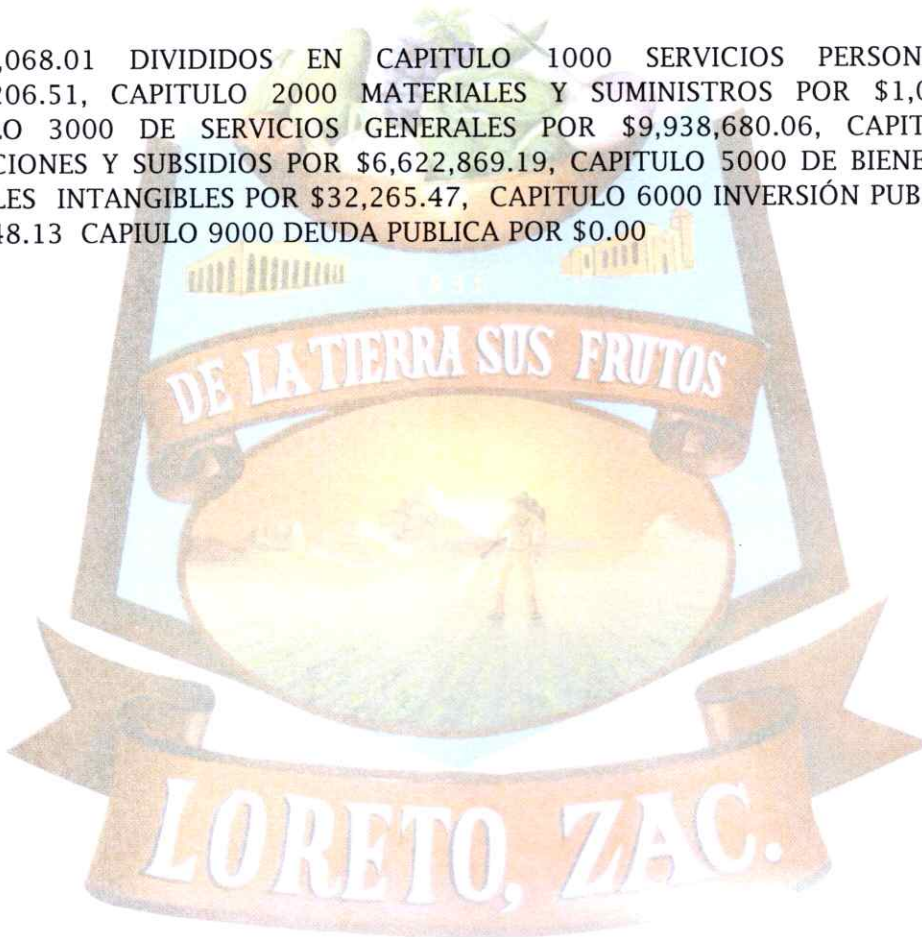 ,068.01 DIVIDIDOS EN CAPITULO 1000 SERVICIOS PERSON
206.51, CAPITULO 2000 MATERIALES Y SUMINISTROS POR $1,0
LO 3000 DE SERVICIOS GENERALES POR $9,938,680.06, CAPIT
CIONES Y SUBSIDIOS POR $6,622,869.19, CAPITULO 5000 DE BIENE
LES INTANGIBLES POR $32,265.47, CAPITULO 6000 INVERSIÓN PUB
48.13 CAPIULO 9000 DEUDA PUBLICA POR $0.00
DE LA TIERRA SUS FRUTOS
LORETO, ZAC.